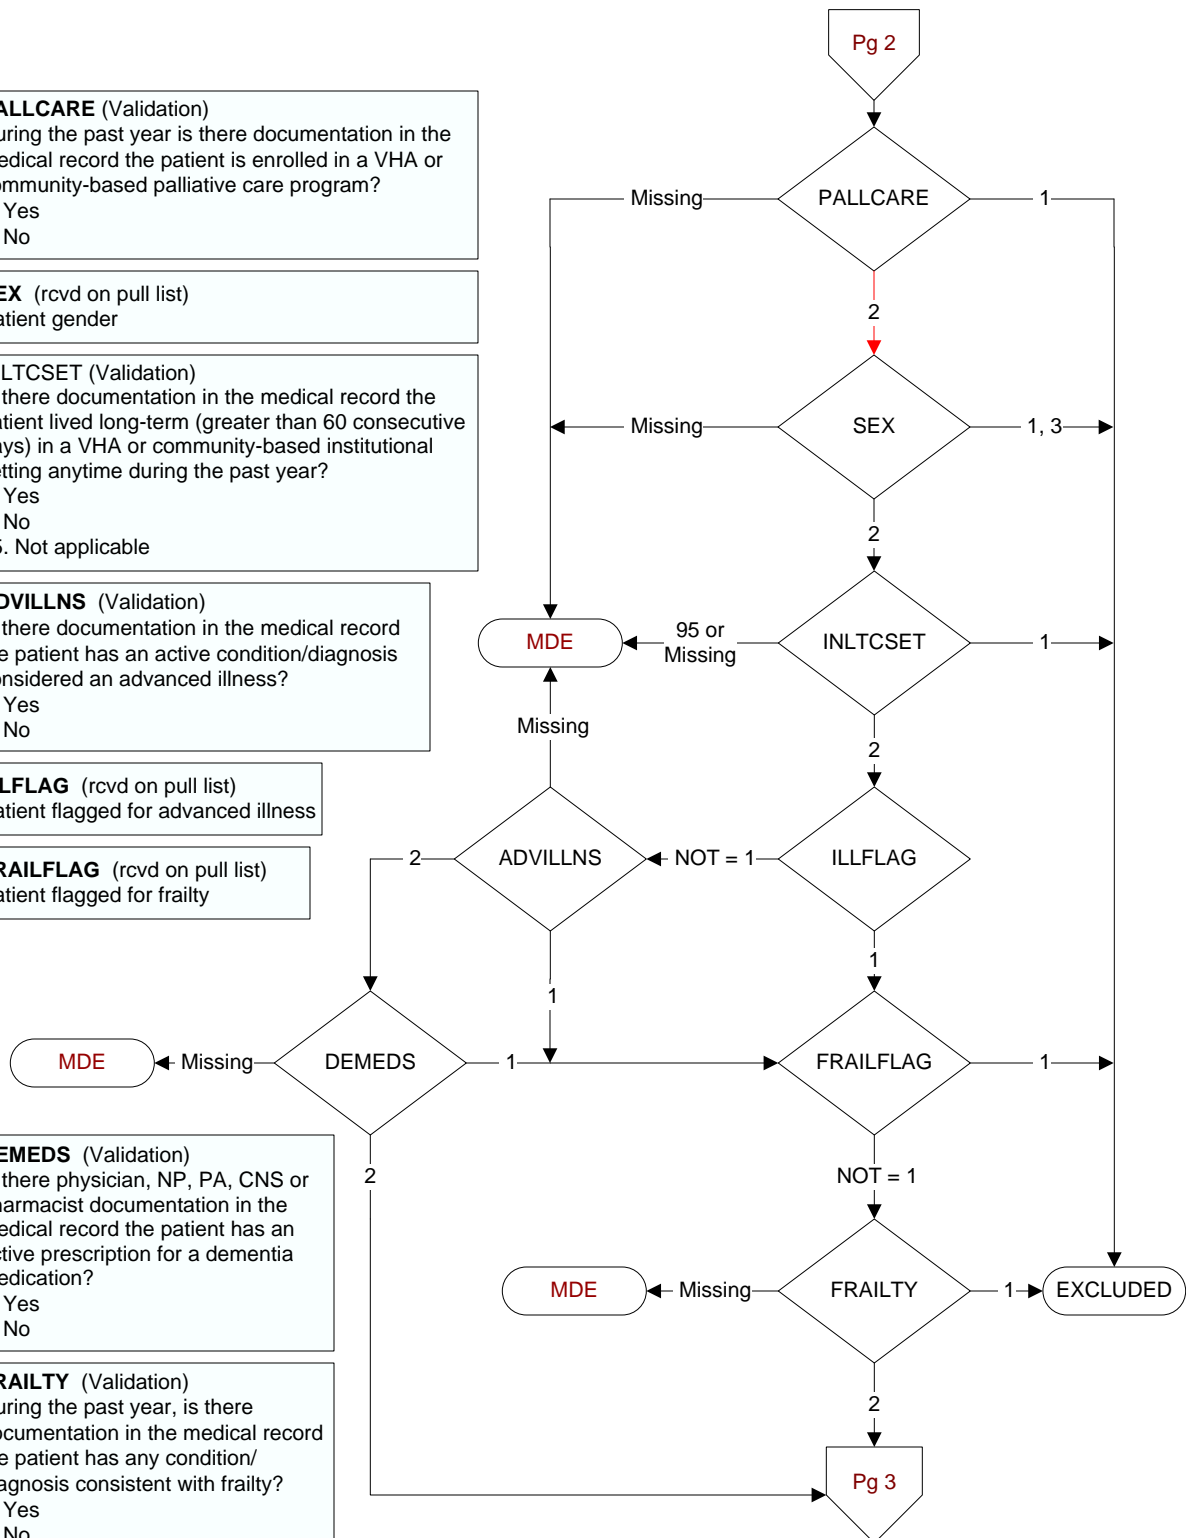 Pg 2
ALLCARE (Validation)
uring the past year is there documentation in the
edical record the patient is enrolled in a VHA or
ommunity-based palliative care program?
Yes
No
EX (rcvd on pull list)
atient gender
LTCSET (Validation)
there documentation in the medical record the
atient lived long-term (greater than 60 consecutive
ays) in a VHA or community-based institutional
etting anytime during the past year?
Yes
No
5. Not applicable
DVILLNS (Validation)
there documentation in the medical record
e patient has an active condition/diagnosis
onsidered an advanced illness?
Yes
No
LFLAG (rcvd on pull list)
atient flagged for advanced illness
RAILFLAG (rcvd on pull list)
atient flagged for frailty
EMEDS (Validation)
there physician, NP, PA, CNS or
harmacist documentation in the
edical record the patient has an
ctive prescription for a dementia
edication?
Yes
No
RAILTY (Validation)
uring the past year, is there
ocumentation in the medical record
e patient has any condition/
agnosis consistent with frailty?
Yes
No
Missing
PALLCARE
1
2
Missing
SEX
1, 3
2
MDE
95 or
Missing
INLTCSET
1
Missing
2
2
ADVILLNS
NOT = 1
ILLFLAG
1
1
MDE
Missing
DEMEDS
1
FRAILFLAG
1
2
NOT = 1
MDE
Missing
FRAILTY
1
EXCLUDED
2
Pg 3